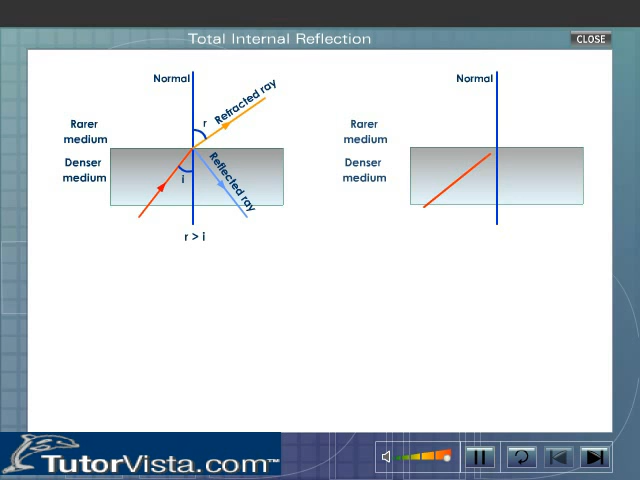 Total Internal Reflection
CLOSE
Normal
Refracted ray
r
Rarer
medium
Denser
medium
i
Reflected ray
r > i
Normal
Rarer
medium
Denser
medium
TutorVista.com™